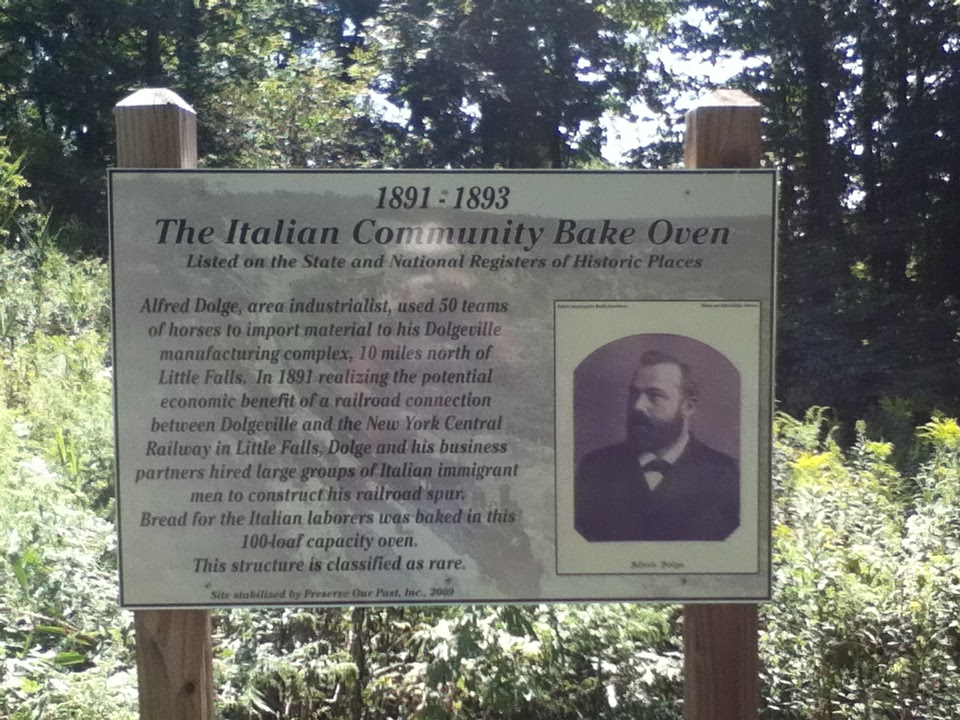 1891 - 1893
The Italian Community Bake Oven
Listed on the State and National Registers of Historic Places
Alfred Dolge, area industrialist, used 50 teams
of horses to import material to his Dolgeville
manufacturing complex, 10 miles north of
Little Falls. In 1891 realizing the potential
economic benefit of a railroad connection
between Dolgeville and the New York Central
Railway in Little Falls, Dolge and his business
partners hired large groups of Italian immigrant
men to construct his railroad spur.
Bread for the Italian laborers was baked in this
100-loaf capacity oven.
This structure is classified as rare.
Site stabilized by Preserve Our Past, Inc., 2009
Alfred Dolge